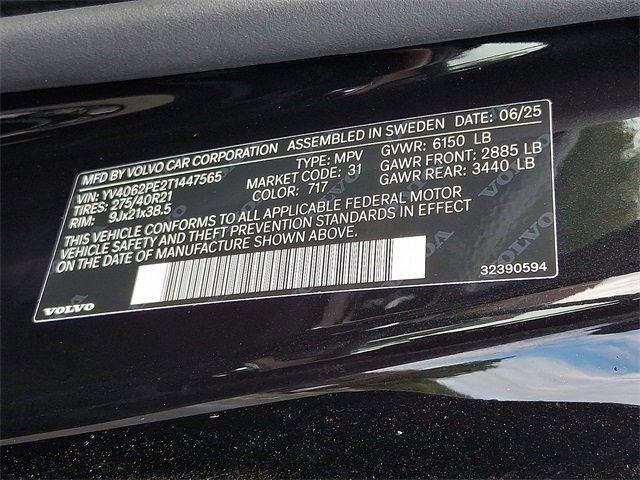 MFD BY VOLVO CAR CORPORATION ASSEMBLED IN SWEDEN DATE: 06/25
VIN: YV4062PE2T1447565 TYPE: MPV GVWR: 6150 LB
TIRES: 275/40R21 MARKET CODE: 31 GAWR FRONT: 2885 LB
RIM: 9Jx21x38.5 COLOR: 717 GAWR REAR: 3440 LB
THIS VEHICLE CONFORMS TO ALL APPLICABLE FEDERAL MOTOR
VEHICLE SAFETY AND THEFT PREVENTION STANDARDS IN EFFECT
ON THE DATE OF MANUFACTURE SHOWN ABOVE.
32390594
VOLVO